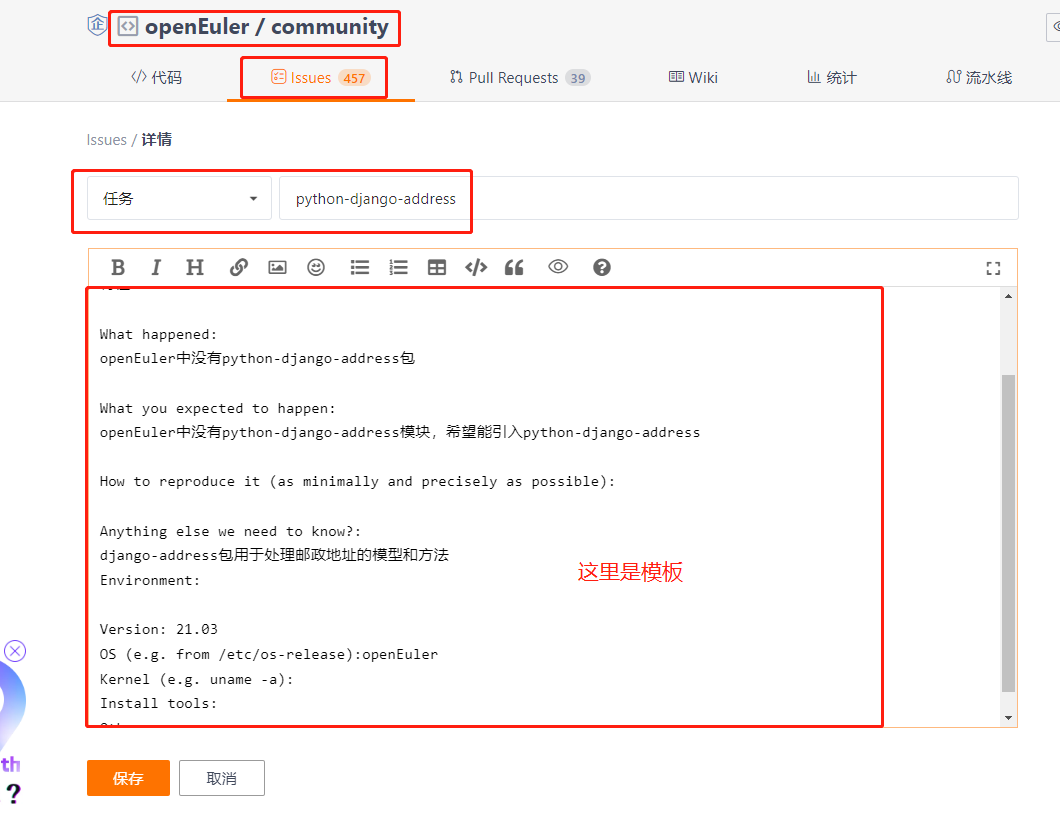 openEuler / community
代码
Issues 457
Pull Requests 39
Wiki
统计
流水线
Issues / 详情
任务
python-django-address
B I H
What happened:
openEuler中没有python-django-address包
What you expected to happen:
openEuler中没有python-django-address模块，希望能引入python-django-address
How to reproduce it (as minimally and precisely as possible):
Anything else we need to know?:
django-address包用于处理邮政地址的模型和方法
这里是模板
Environment:
Version: 21.03
OS (e.g. from /etc/os-release):openEuler
Kernel (e.g. uname -a):
Install tools:
th
?
保存
取消